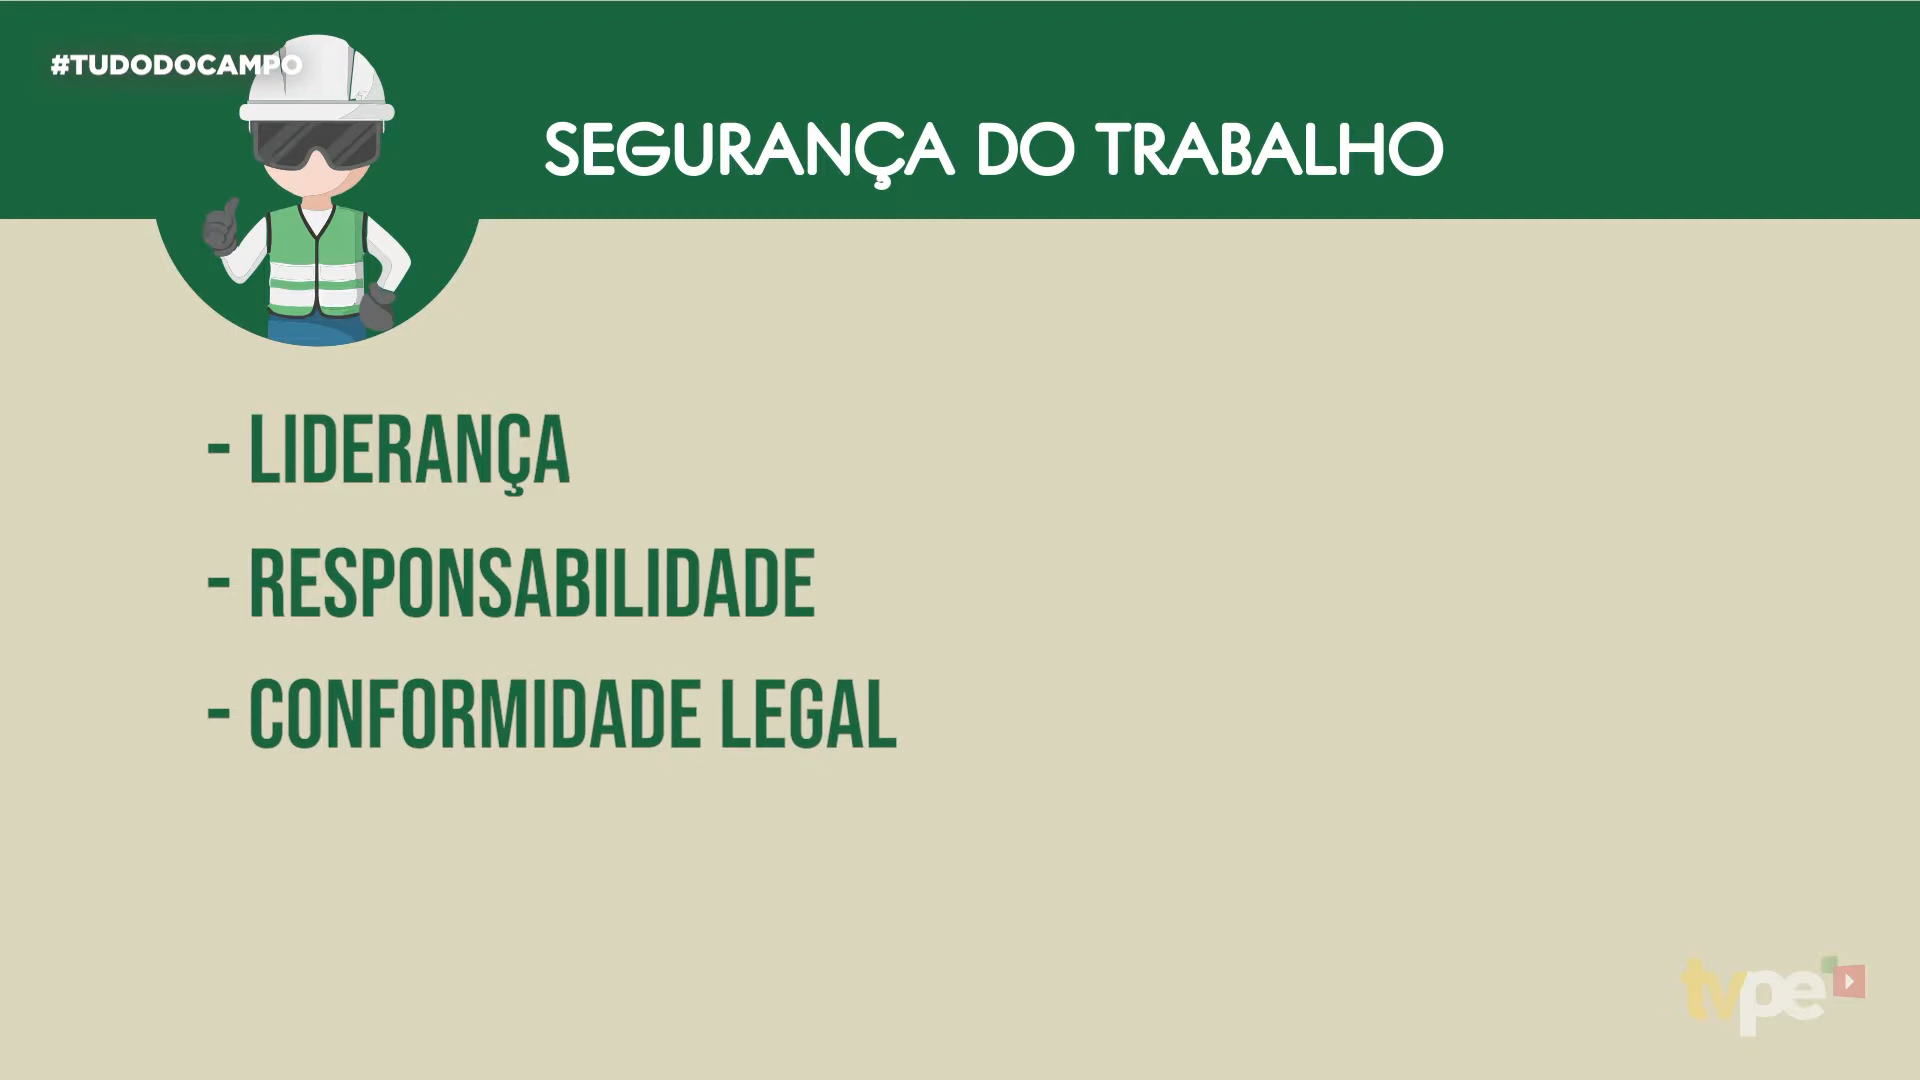 #TUDODOCAMPO
SEGURANÇA DO TRABALHO
- LIDERANÇA
- RESPONSABILIDADE
- CONFORMIDADE LEGAL
tvpe